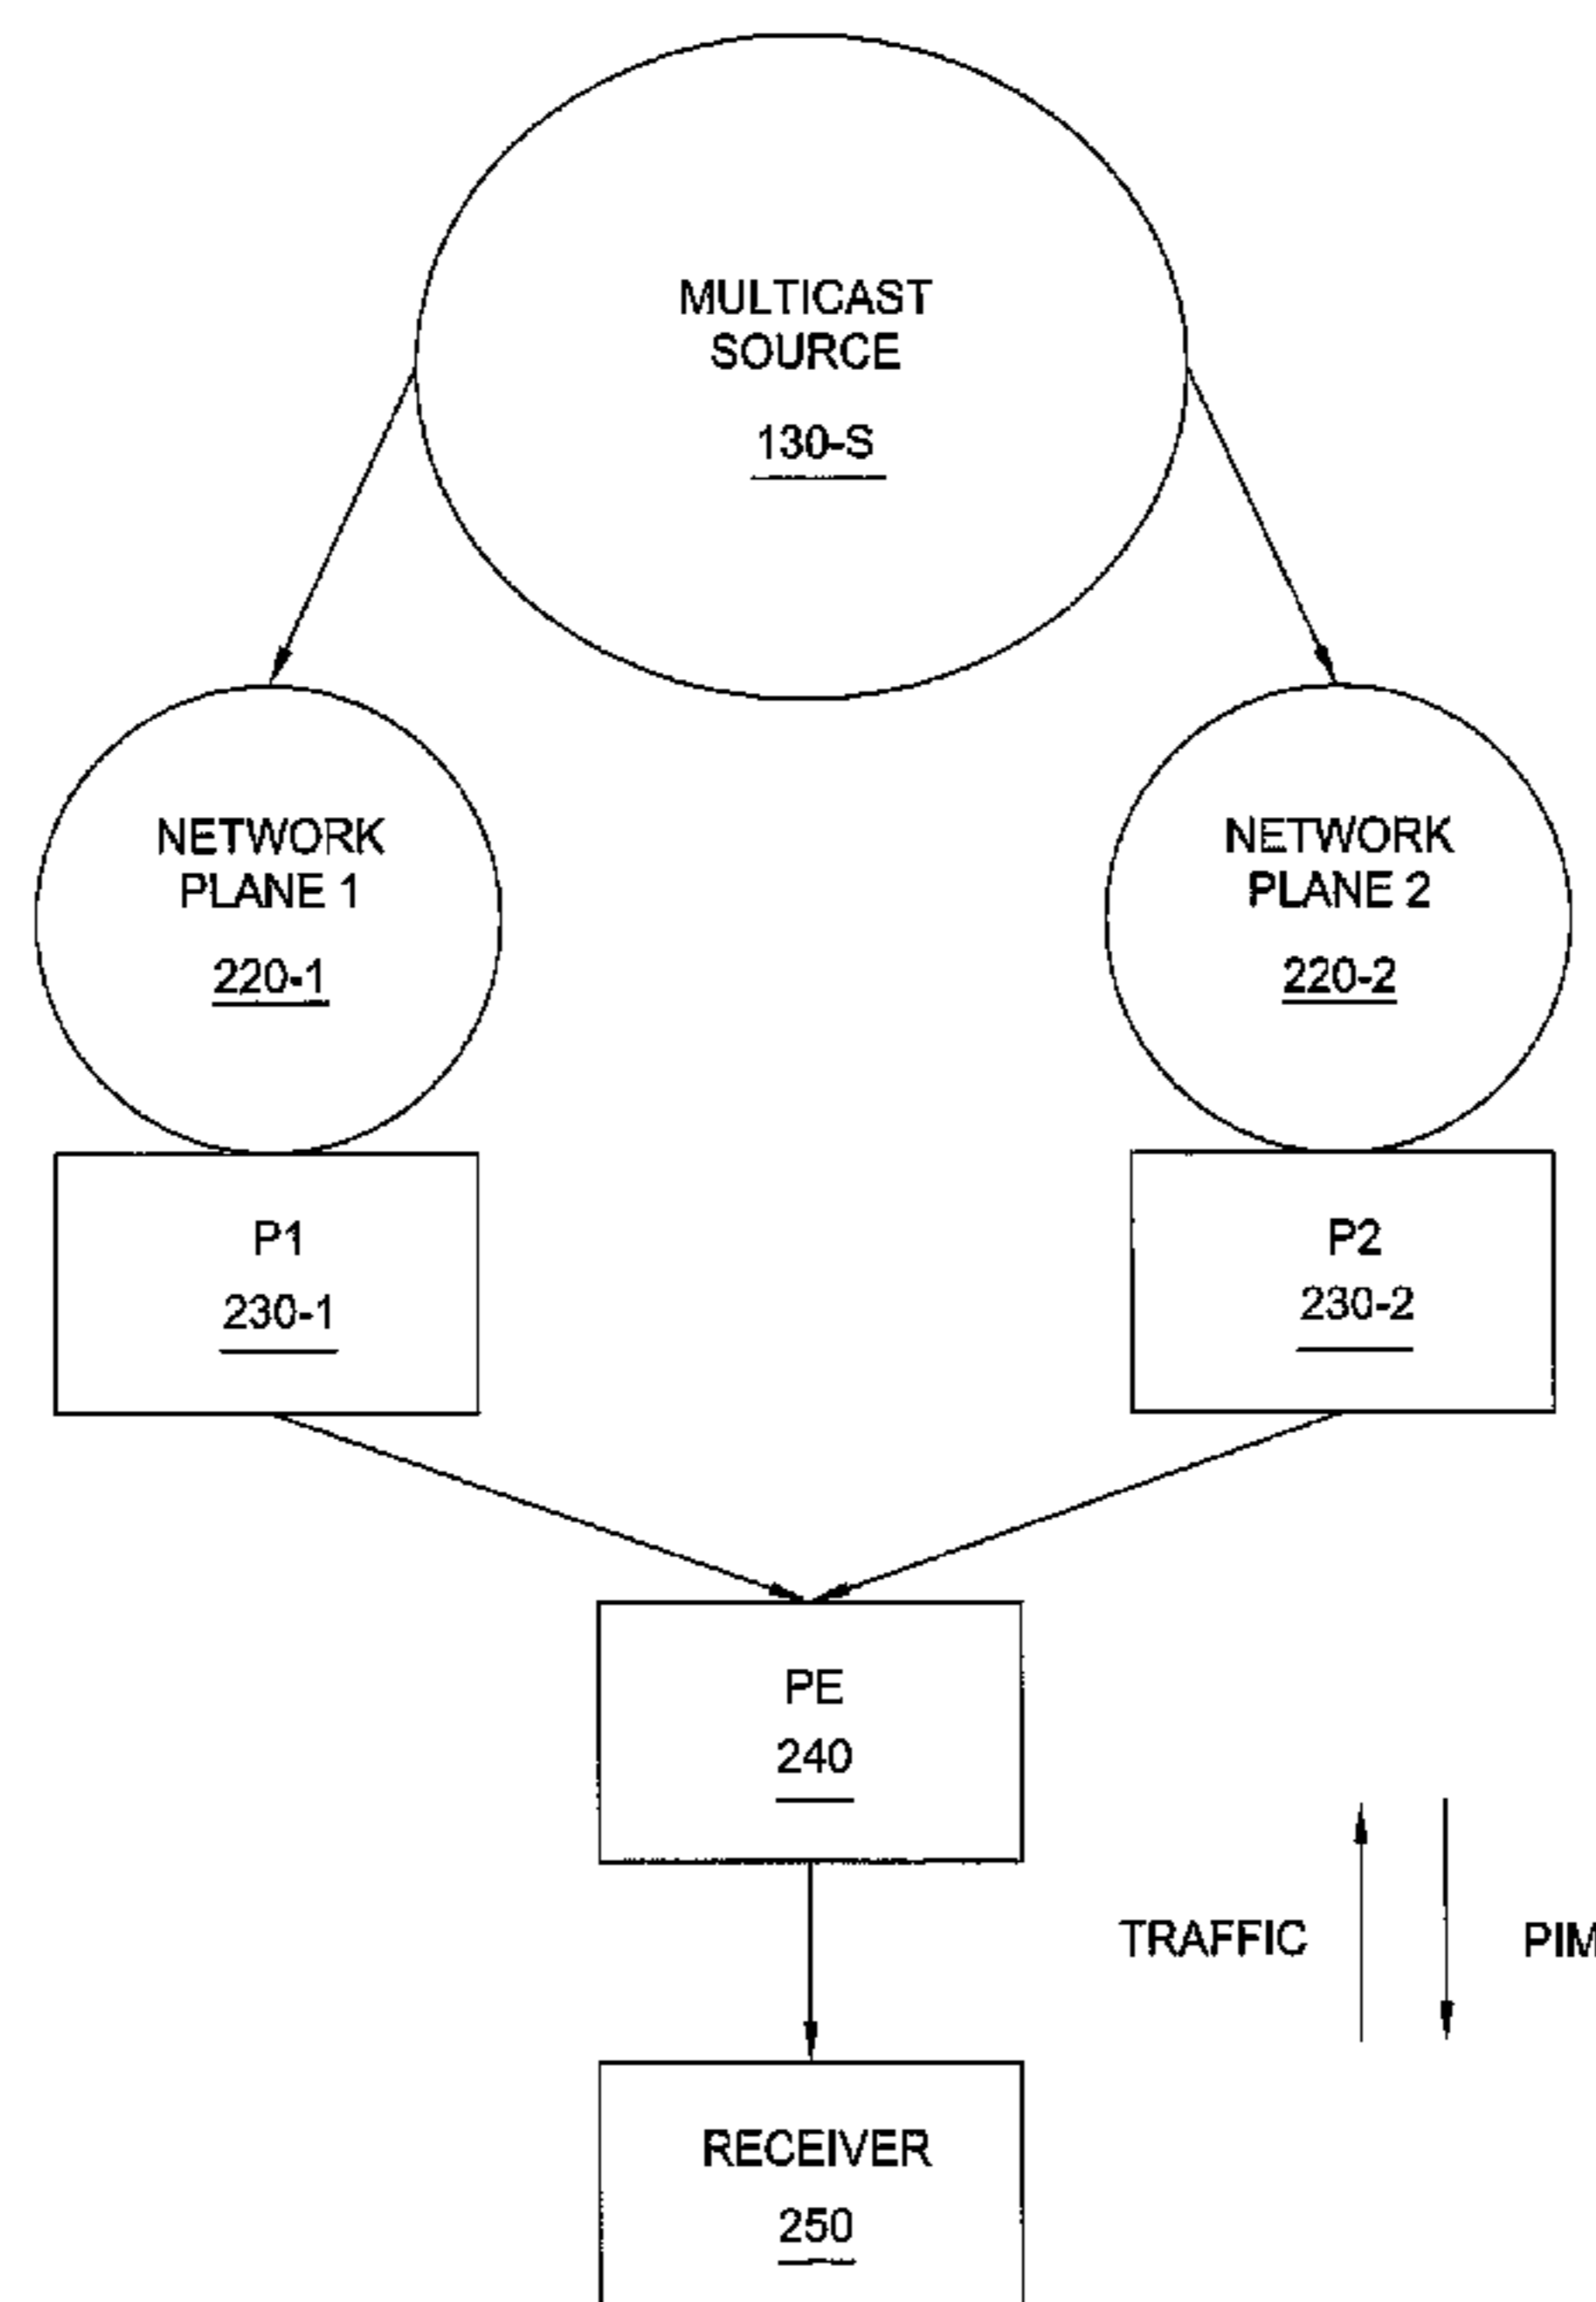 MULTICAST
SOURCE
130-S
NETWORK
PLANE 1
220-1
NETWORK
PLANE 2
220-2
P1
230-1
P2
230-2
PE
240
TRAFFIC
PIM
RECEIVER
250